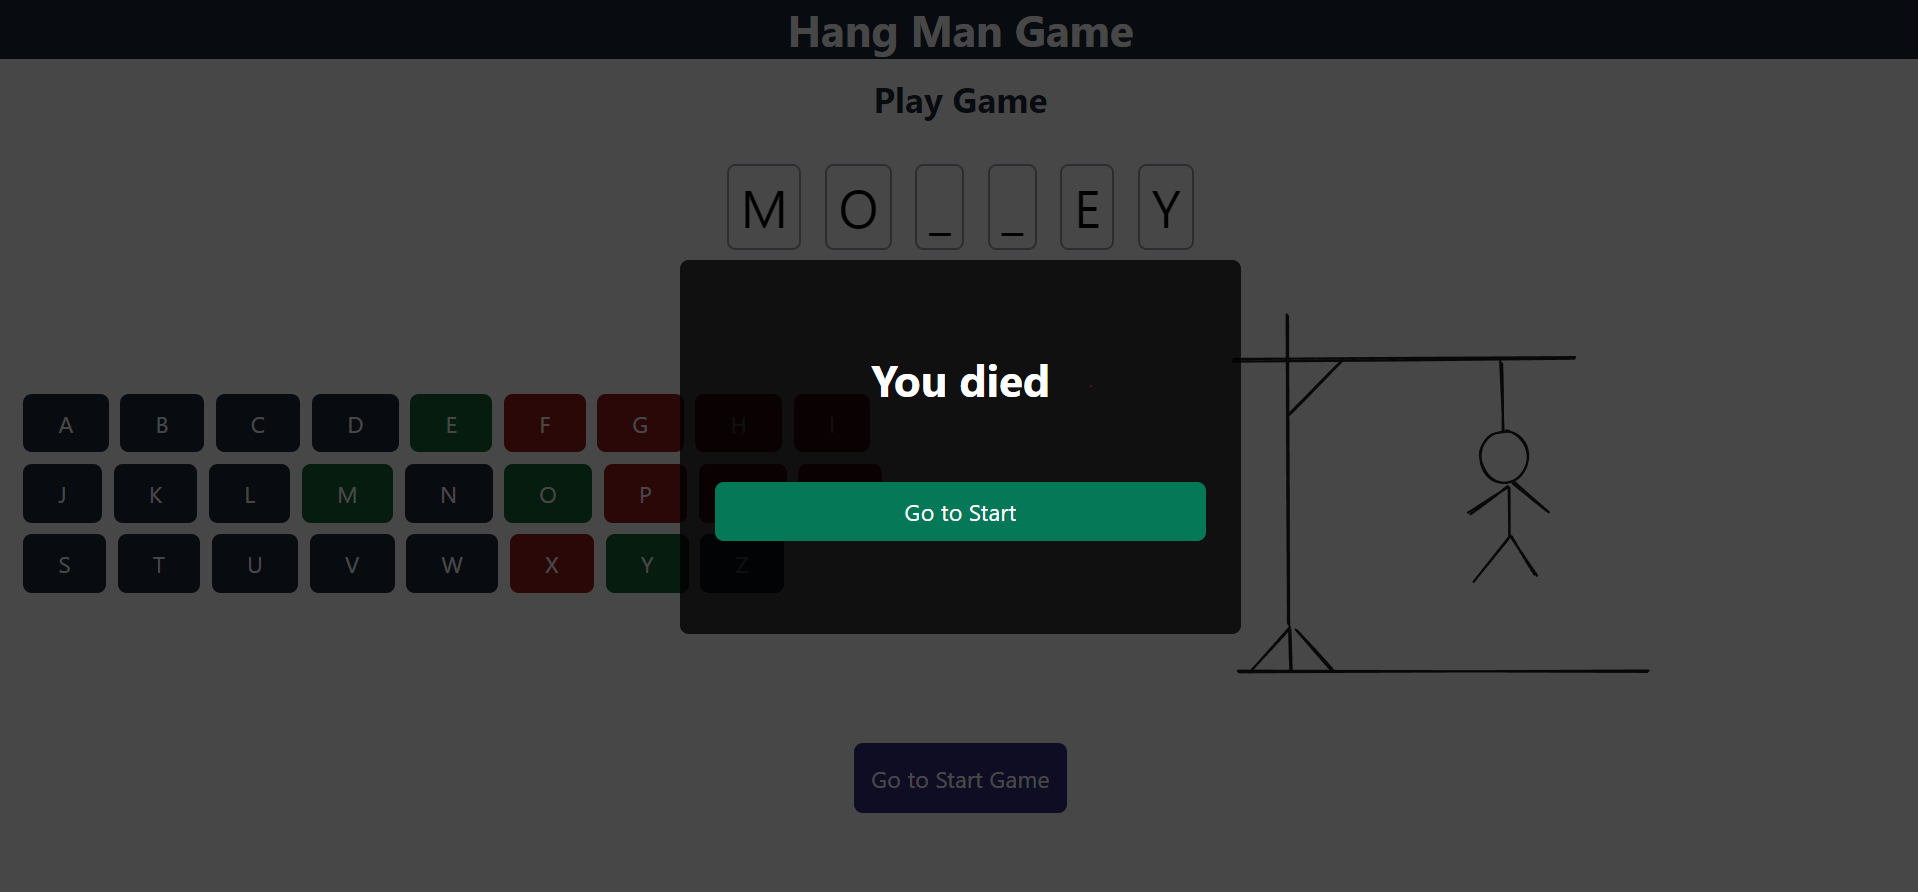 Hang Man Game
Play Game
M O _ _ E Y
You died
A B C D E F G H I
J K L M N O P
Go to Start
S T U V W X Y Z
Go to Start Game